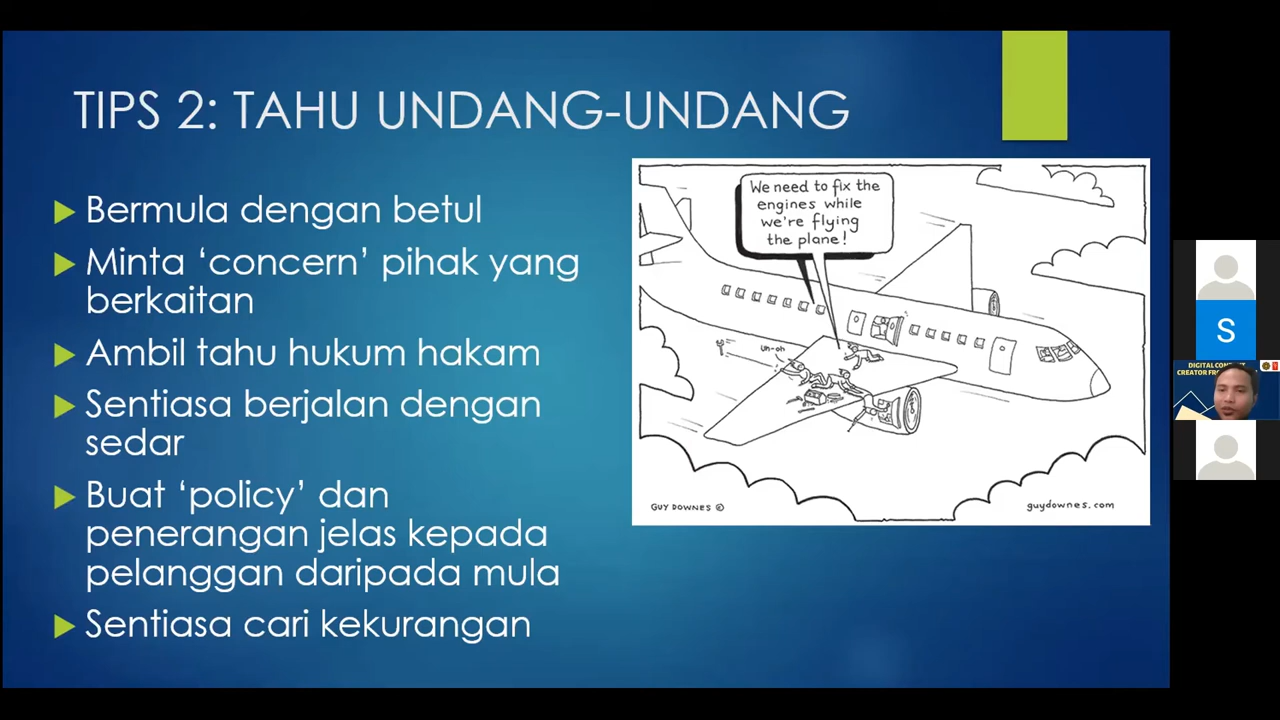 TIPS 2: TAHU UNDANG-UNDANG
Bermula dengan betul
Minta ‘concern’ pihak yang
berkaitan
Ambil tahu hukum hakam
Sentiasa berjalan dengan
sedar
Buat ‘policy’ dan
penerangan jelas kepada
pelanggan daripada mula
Sentiasa cari kekurangan
We need to fix the
engines while
we're flying
the plane!
Uh-oh
GUY DOWNES ©
guydownes.com
S